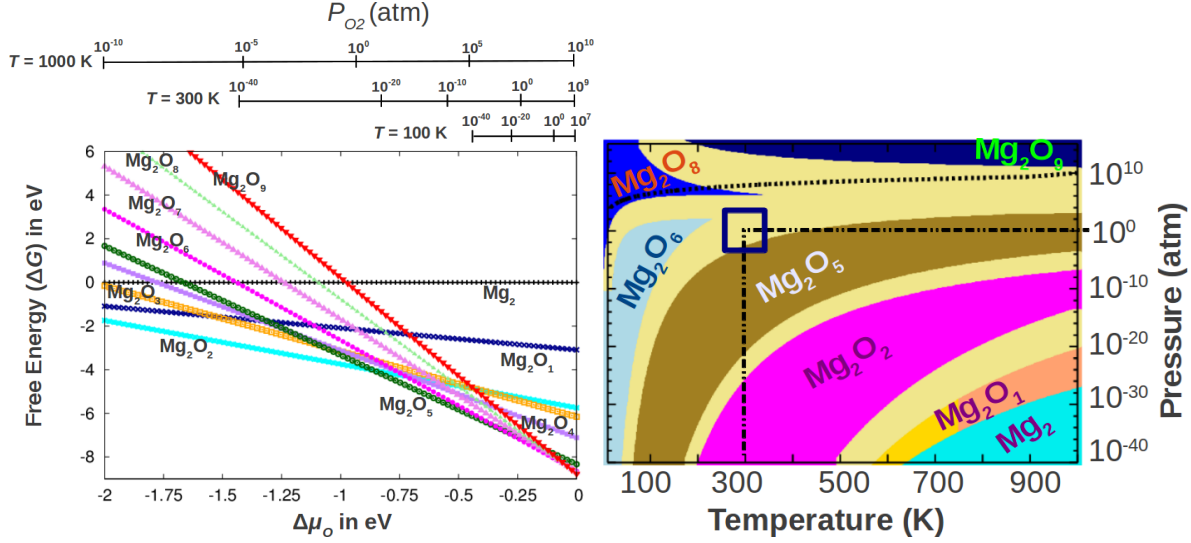 P_O2 (atm)
10^-10 10^-5 10^0 10^5 10^10
T = 1000 K
10^-40 10^-20 10^-10 10^0 10^9
T = 300 K
10^-40 10^-20 10^0 10^7
T = 100 K
Free Energy (ΔG) in eV
6
4
2
0
-2
-4
-6
-8
Mg2O8
Mg2O9
Mg2O7
Mg2O6
Mg2O3
Mg2
Mg2O2
Mg2O1
Mg2O5
Mg2O4
-2 -1.75 -1.5 -1.25 -1 -0.75 -0.5 -0.25 0
Δμ_O in eV
Mg2O9
Mg2O8
Mg2O6
Mg2O5
Mg2O2
Mg2O1
Mg2
10^10
10^0
10^-10
10^-20
10^-30
10^-40
Pressure (atm)
100 300 500 700 900
Temperature (K)